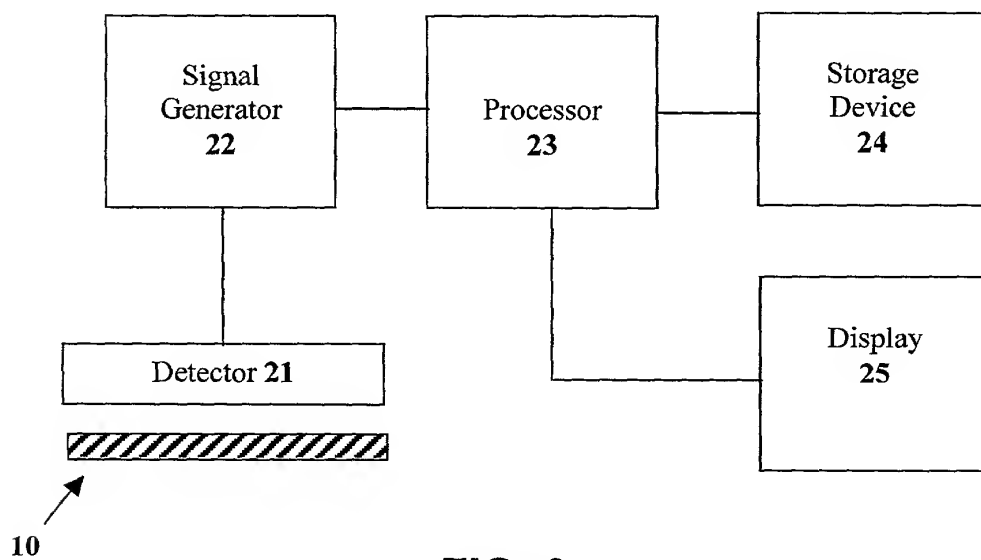 Signal
Generator
22
Processor
23
Storage
Device
24
Detector 21
Display
25
10